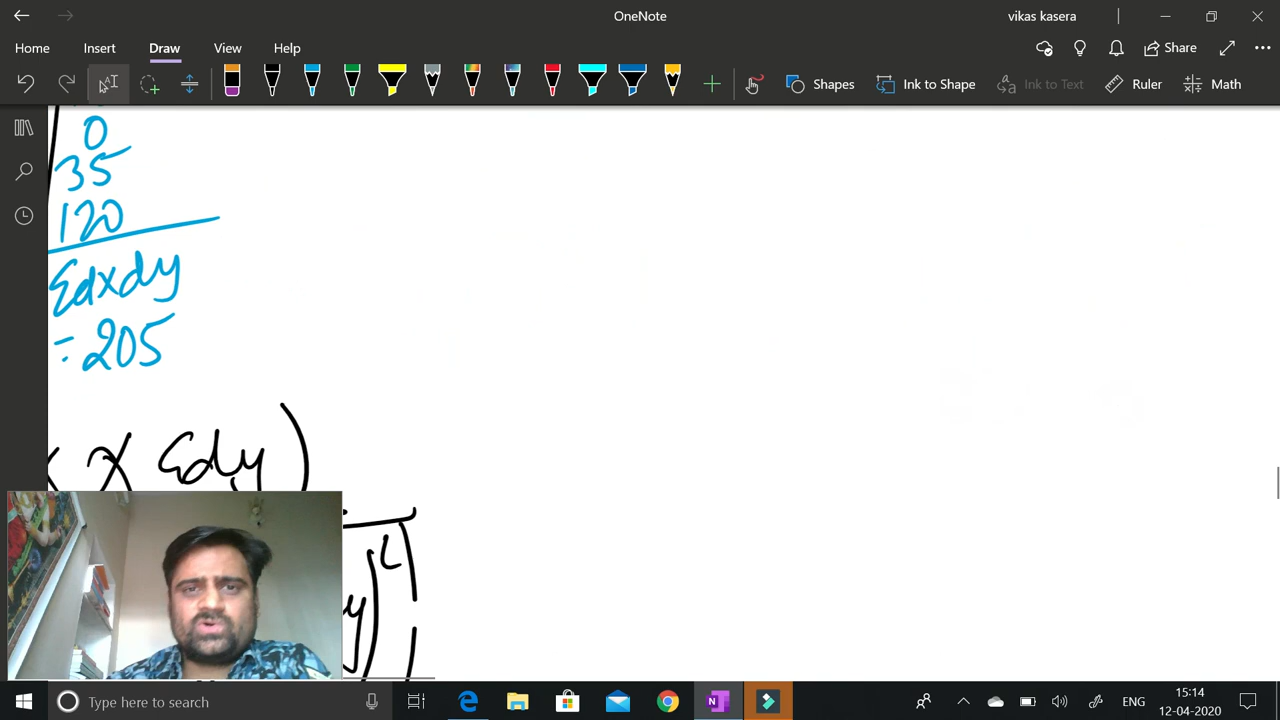 OneNote
vikas kasera
Home Insert Draw View Help
Share
Shapes Ink to Shape Ink to Text Ruler Math
0
35
120
Σdxdy
= 205
x Σdy)
y)²
Type here to search
ENG
15:14
12-04-2020